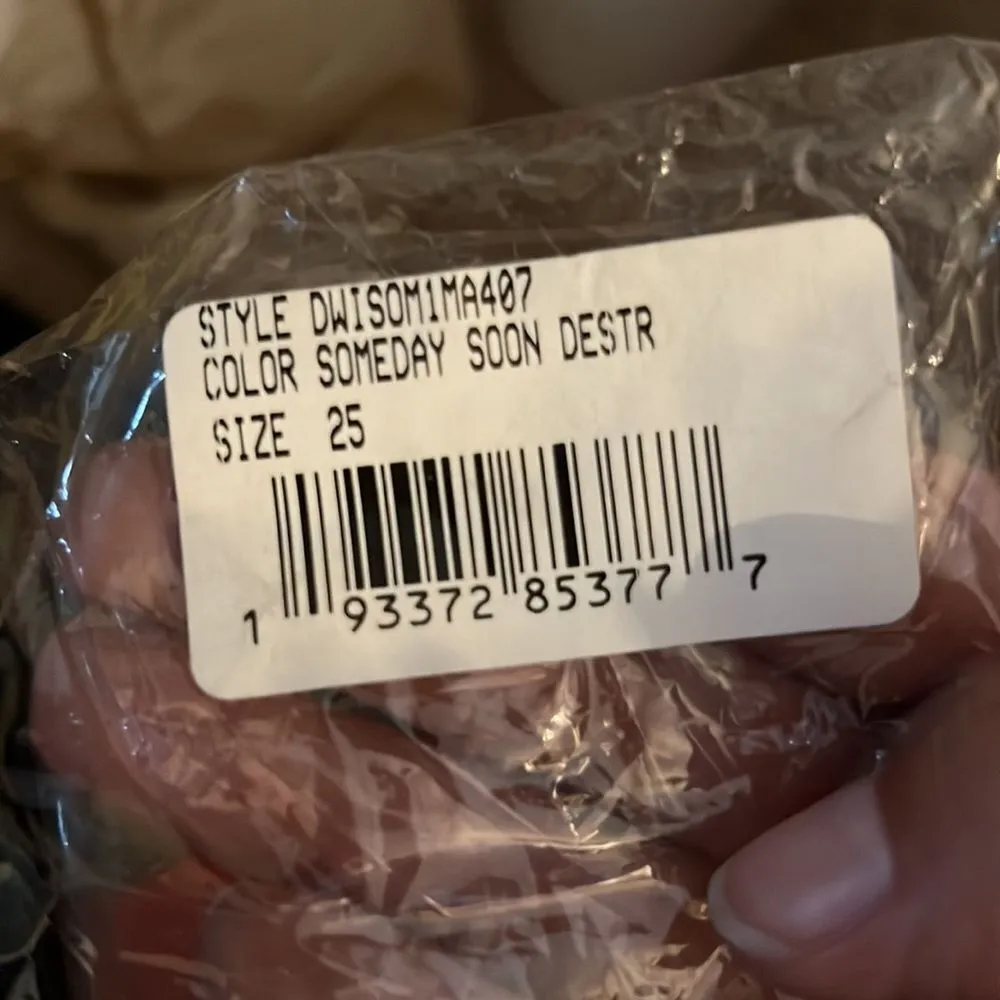 STYLE DWISOM1MA407
COLOR SOMEDAY SOON DESTR
SIZE 25
1 93372 85377 7